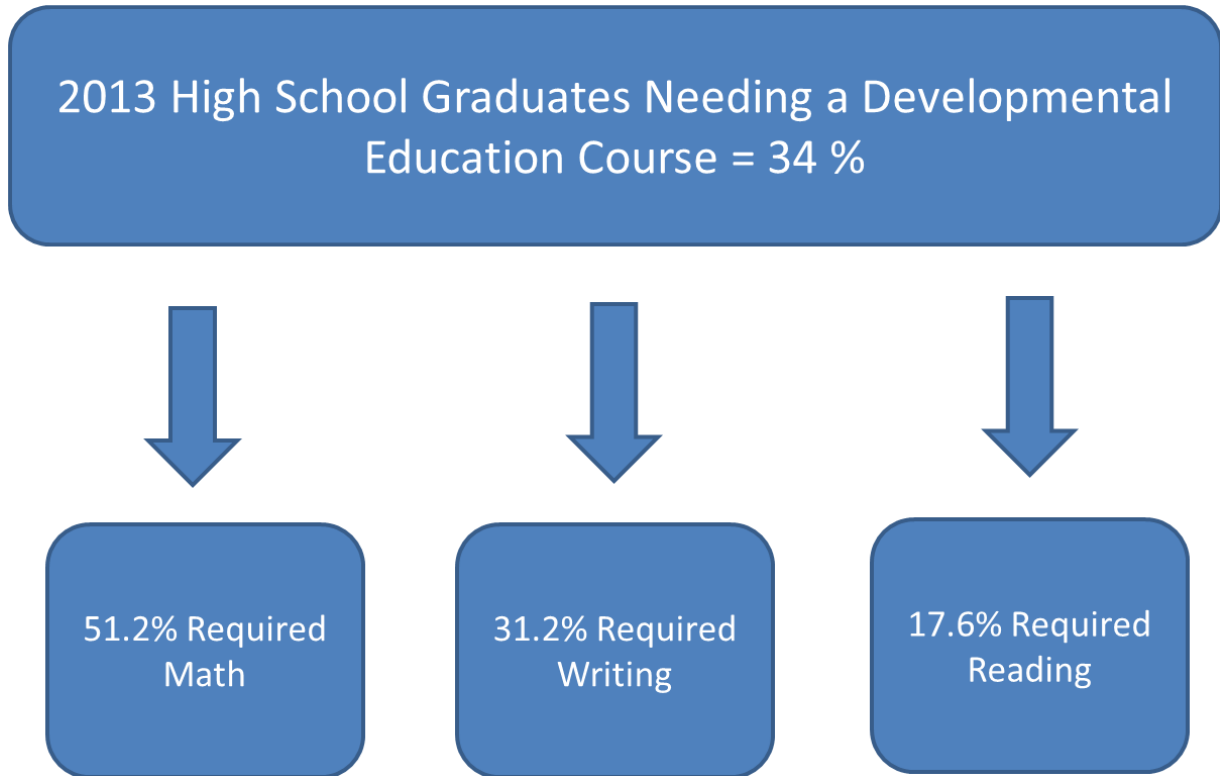 2013 High School Graduates Needing a Developmental
Education Course = 34 %
51.2% Required
Math
31.2% Required
Writing
17.6% Required
Reading